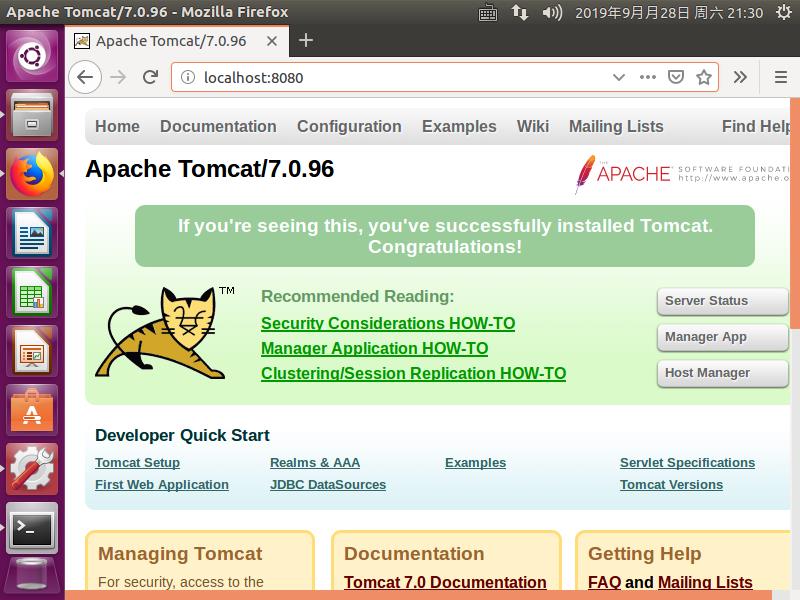 Apache Tomcat/7.0.96 - Mozilla Firefox
2019年9月月28日 周六 21:30
Apache Tomcat/7.0.96
localhost:8080
Home Documentation Configuration Examples Wiki Mailing Lists Find Help
Apache Tomcat/7.0.96
THE APACHE SOFTWARE FOUNDATI
http://www.apache.o
If you're seeing this, you've successfully installed Tomcat.
Congratulations!
TM
Recommended Reading:
Security Considerations HOW-TO
Manager Application HOW-TO
Clustering/Session Replication HOW-TO
Server Status
Manager App
Host Manager
Developer Quick Start
Tomcat Setup Realms & AAA Examples Servlet Specifications
First Web Application JDBC DataSources Tomcat Versions
Managing Tomcat Documentation Getting Help
For security, access to the Tomcat 7.0 Documentation FAQ and Mailing Lists